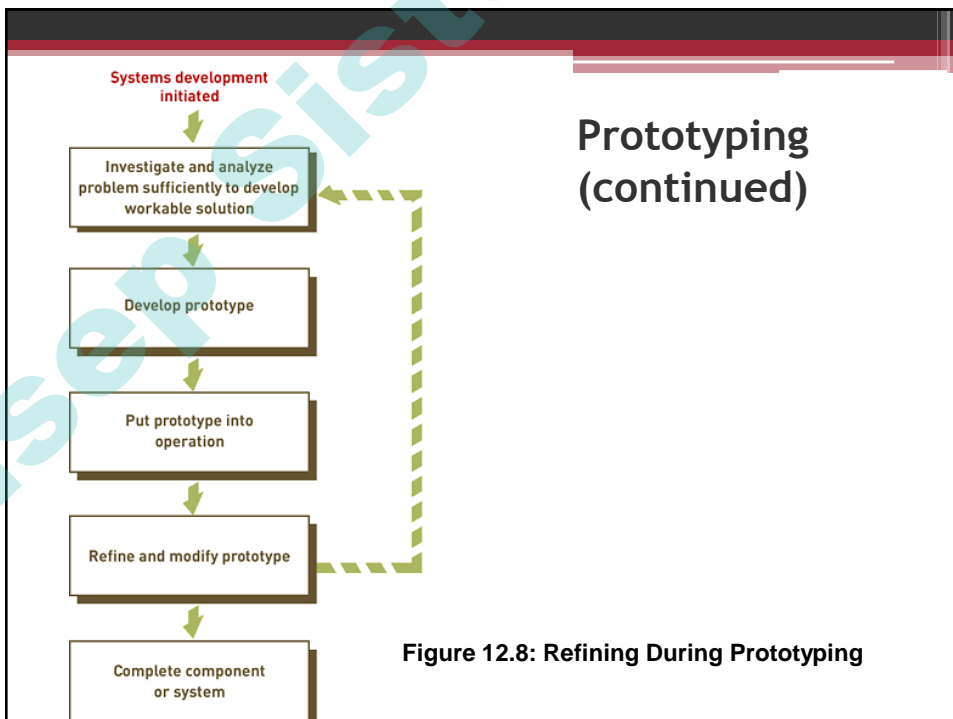 Systems development
initiated
Investigate and analyze
problem sufficiently to develop
workable solution
Develop prototype
Put prototype into
operation
Refine and modify prototype
Complete component
or system
Prototyping
(continued)
Figure 12.8: Refining During Prototyping